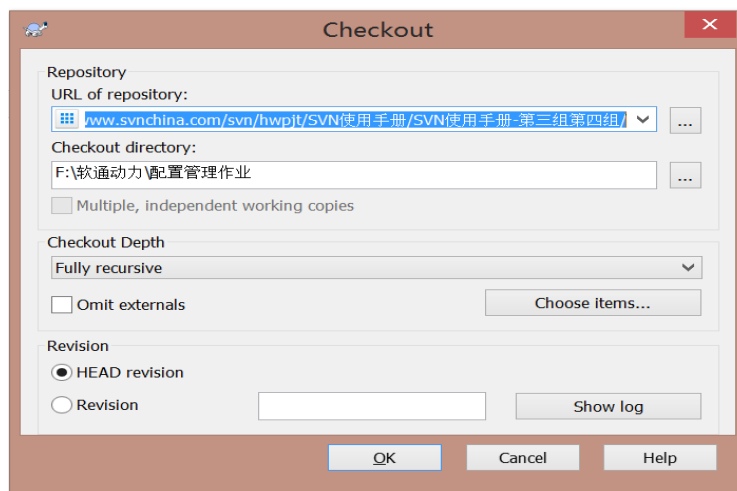 Checkout
Repository
URL of repository:
www.svnchina.com/svn/hwpjt/SVN使用手册/SVN使用手册-第三组第四组/
...
Checkout directory:
F:\软通动力\配置管理作业
...
Multiple, independent working copies
Checkout Depth
Fully recursive
Omit externals
Choose items...
Revision
HEAD revision
Revision
Show log
OK
Cancel
Help